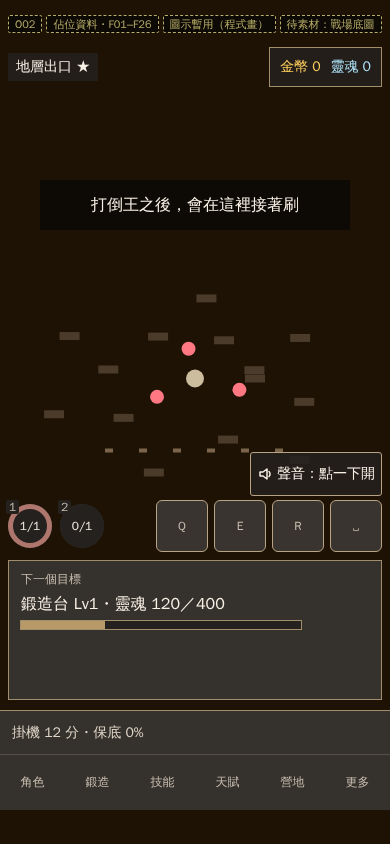 002 佔位資料・F01–F26 圖示暫用（程式畫） 待素材：戰場底圖
地層出口 ★
金幣 0 靈魂 0
打倒王之後，會在這裡接著刷
聲音：點一下開
1 1/1 2 0/1 Q E R ⎵
下一個目標
鍛造台 Lv1・靈魂 120／400
掛機 12 分・保底 0%
角色 鍛造 技能 天賦 營地 更多